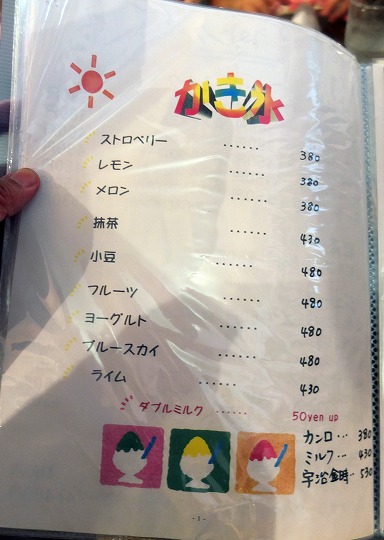 かき氷
ストロベリー ...... 380
レモン ...... 380
メロン ...... 380
抹茶 ...... 430
小豆 ...... 480
フルーツ ...... 480
ヨーグルト ...... 480
ブルースカイ ...... 480
ライム ...... 430
ダブルミルク ...... 50yen up
カンロ... 380
ミルク... 430
宇治金時.. 530
-1-